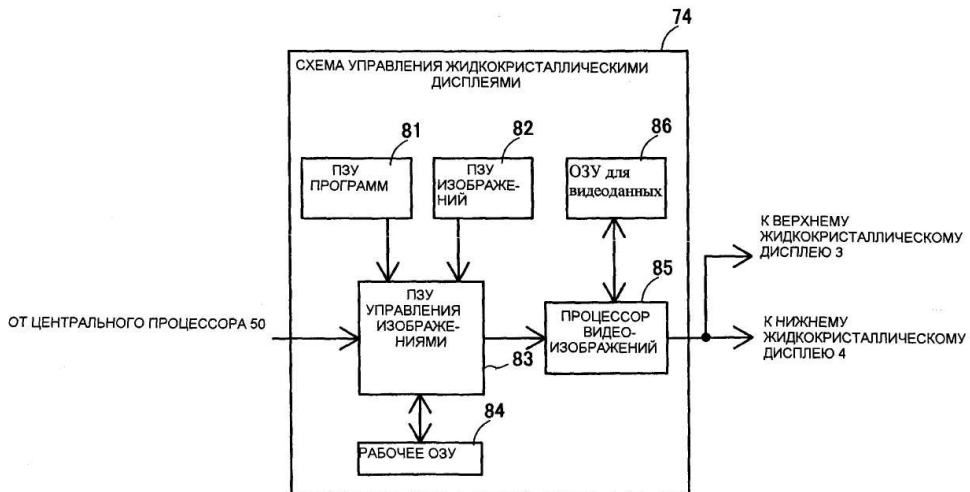 74
СХЕМА УПРАВЛЕНИЯ ЖИДКОКРИСТАЛЛИЧЕСКИМИ
ДИСПЛЕЯМИ
81
ПЗУ
ПРОГРАММ
82
ПЗУ
ИЗОБРАЖЕ-
НИЙ
86
ОЗУ для
видеоданных
К ВЕРХНЕМУ
ЖИДКОКРИСТАЛЛИЧЕСКОМУ
ДИСПЛЕЮ 3
ОТ ЦЕНТРАЛЬНОГО ПРОЦЕССОРА 50
ПЗУ
УПРАВЛЕНИЯ
ИЗОБРАЖЕ-
НИЯМИ
83
85
ПРОЦЕССОР
ВИДЕО-
ИЗОБРАЖЕНИЙ
К НИЖНЕМУ
ЖИДКОКРИСТАЛЛИЧЕСКОМУ
ДИСПЛЕЮ 4
84
РАБОЧЕЕ ОЗУ